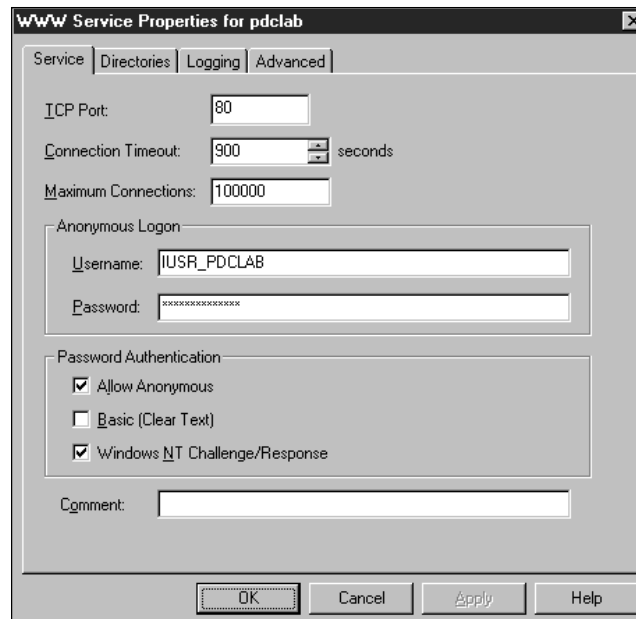 WWW Service Properties for pdclab
Service Directories Logging Advanced
TCP Port: 80
Connection Timeout: 900 seconds
Maximum Connections: 100000
Anonymous Logon
Username: IUSR_PDCLAB
Password: **************
Password Authentication
Allow Anonymous
Basic (Clear Text)
Windows NT Challenge/Response
Comment:
OK Cancel Apply Help